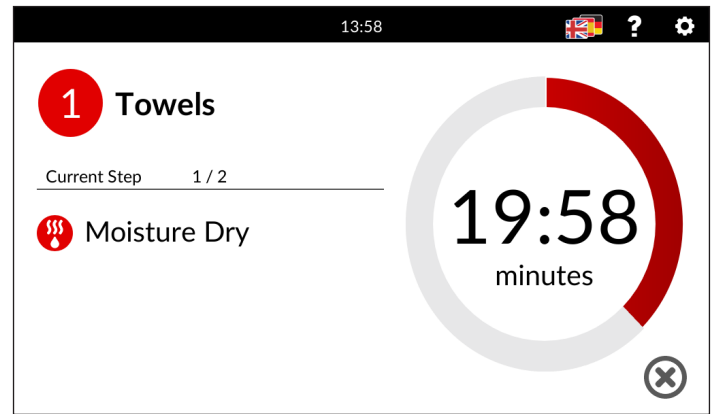 13:58
?
1 Towels
Current Step 1 / 2
Moisture Dry
19:58
minutes